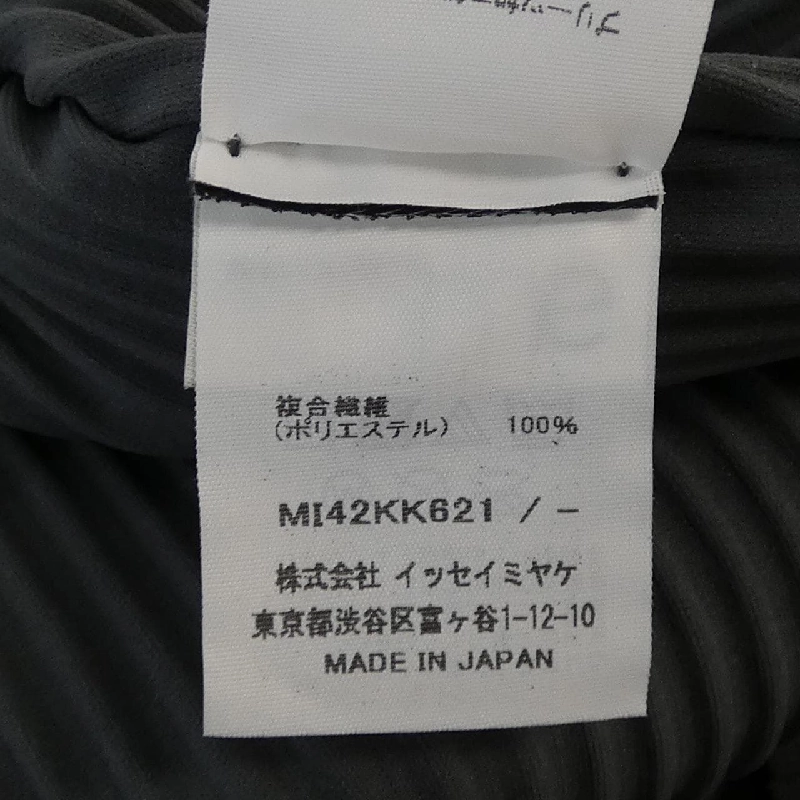 複合繊維
(ポリエステル) 100%
MI42KK621 / -
株式会社 イッセイミヤケ
東京都渋谷区富ヶ谷1-12-10
MADE IN JAPAN